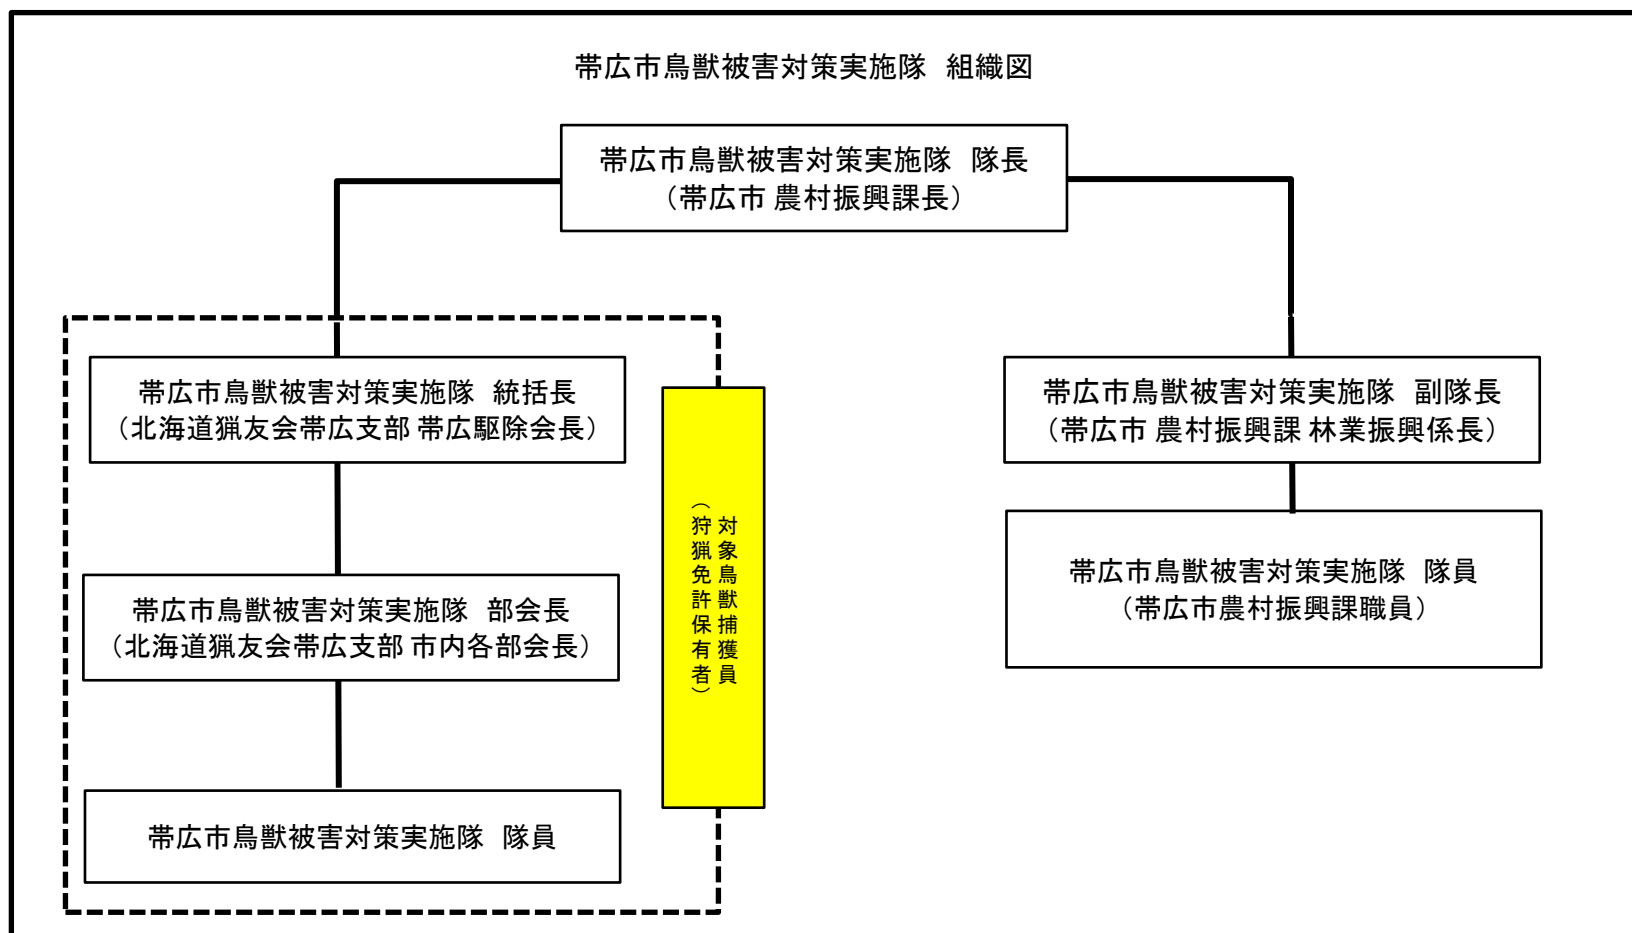 帯広市鳥獣被害対策実施隊　組織図
帯広市鳥獣被害対策実施隊　隊長
（帯広市 農村振興課長）
帯広市鳥獣被害対策実施隊　統括長
（北海道猟友会帯広支部 帯広駆除会長）
帯広市鳥獣被害対策実施隊　副隊長
（帯広市 農村振興課 林業振興係長）
対象鳥獣捕獲員
（狩猟免許保有者）
帯広市鳥獣被害対策実施隊　隊員
（帯広市農村振興課職員）
帯広市鳥獣被害対策実施隊　部会長
（北海道猟友会帯広支部 市内各部会長）
帯広市鳥獣被害対策実施隊　隊員